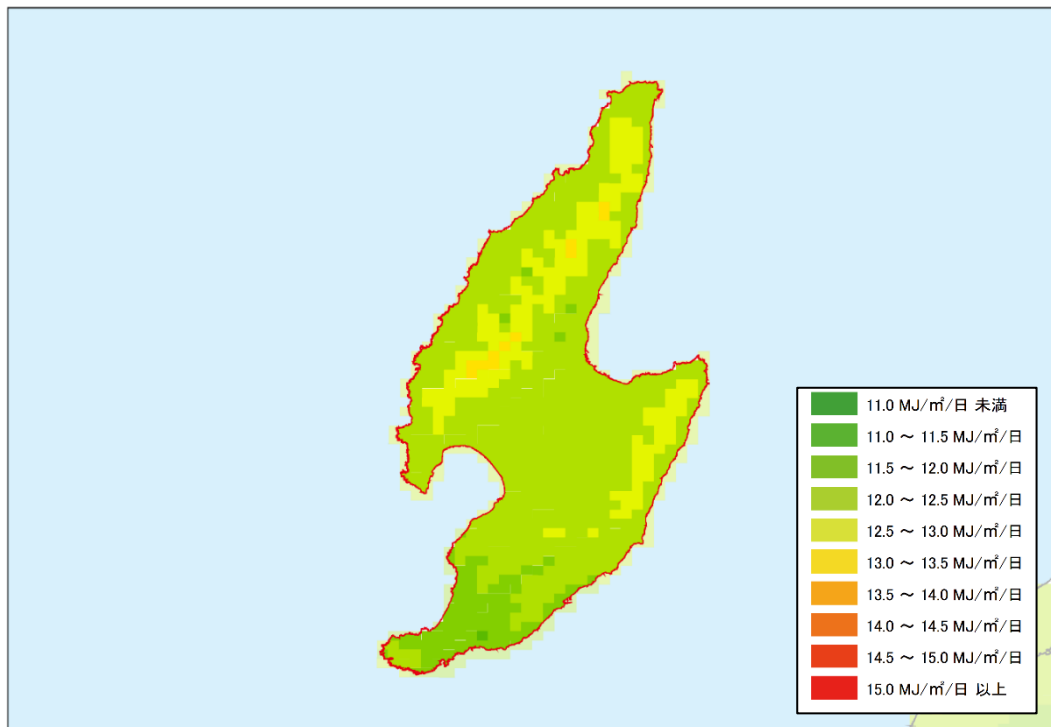 11.0 MJ/㎡/日 未満
11.0 ～ 11.5 MJ/㎡/日
11.5 ～ 12.0 MJ/㎡/日
12.0 ～ 12.5 MJ/㎡/日
12.5 ～ 13.0 MJ/㎡/日
13.0 ～ 13.5 MJ/㎡/日
13.5 ～ 14.0 MJ/㎡/日
14.0 ～ 14.5 MJ/㎡/日
14.5 ～ 15.0 MJ/㎡/日
15.0 MJ/㎡/日 以上